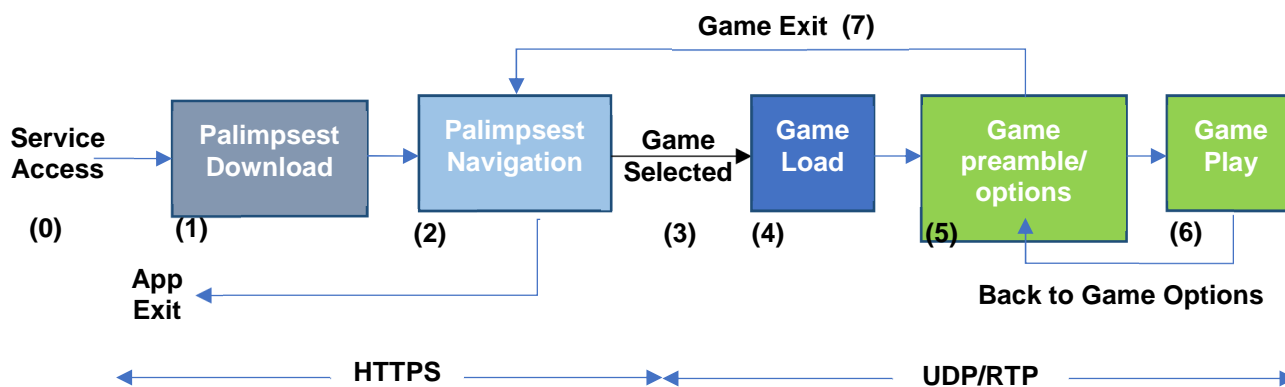 Game Exit (7)
Service
Access
(0)
Palimpsest
Download
(1)
Palimpsest
Navigation
(2)
Game
Selected
(3)
Game
Load
(4)
Game
preamble/
options
(5)
Game
Play
(6)
App
Exit
Back to Game Options
HTTPS
UDP/RTP